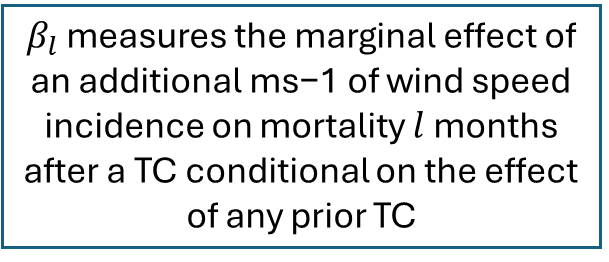 βₗ measures the marginal effect of
an additional ms−1 of wind speed
incidence on mortality 𝑙 months
after a TC conditional on the effect
of any prior TC